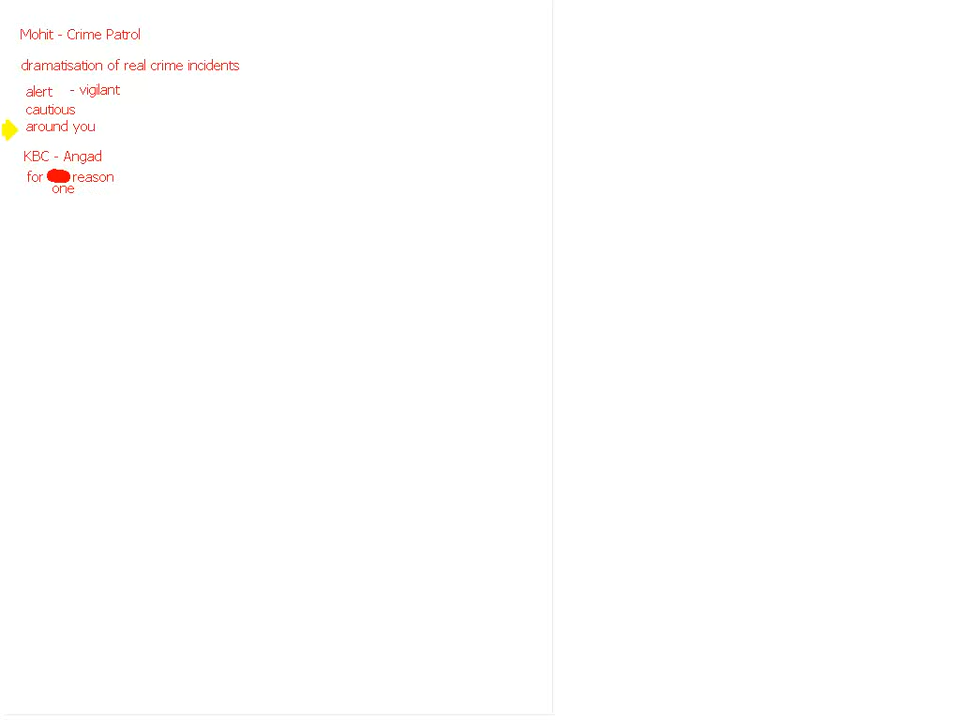 Mohit - Crime Patrol
dramatisation of real crime incidents
alert - vigilant
cautious
around you
KBC - Angad
for reason
one